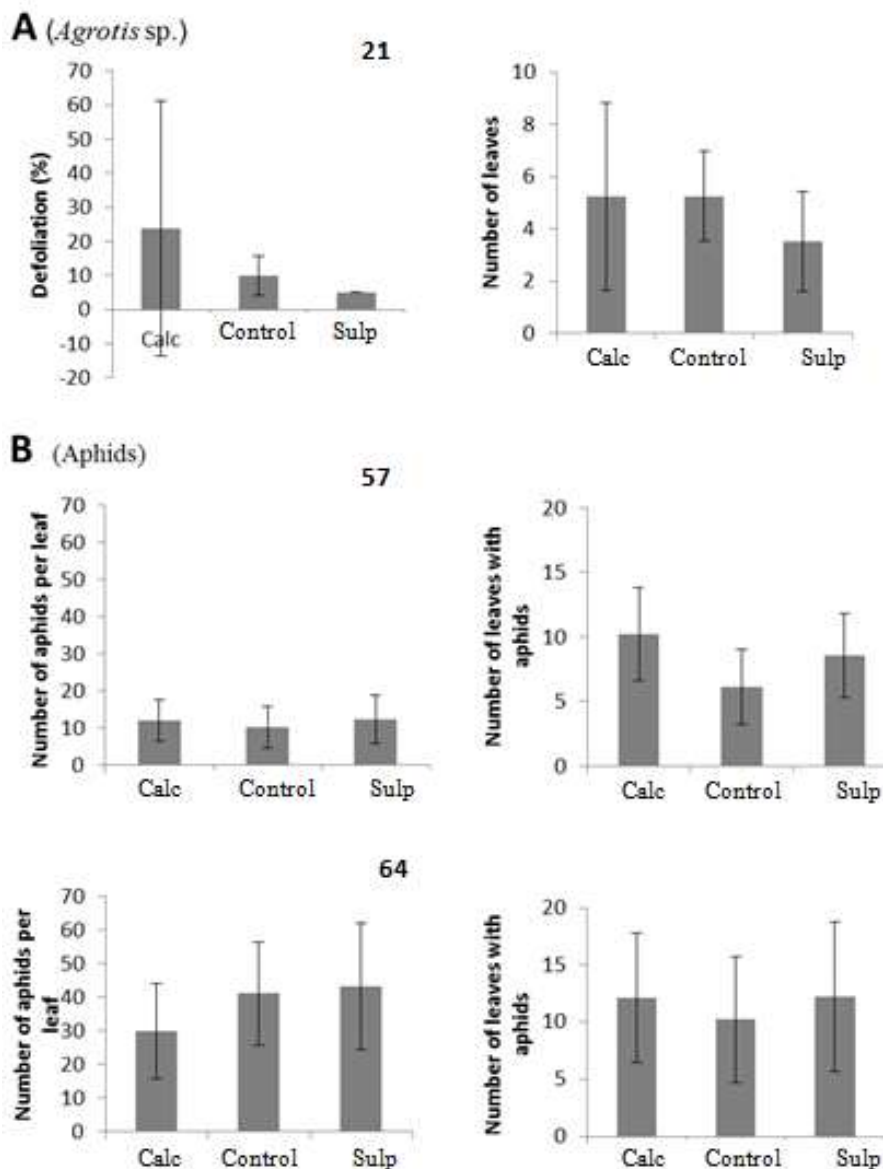 A (Agrotis sp.)
21
Defoliation (%)
70
60
50
40
30
20
10
0
-10
-20
Calc
Control
Sulp
Number of leaves
10
8
6
4
2
0
Calc
Control
Sulp
B (Aphids)
57
Number of aphids per leaf
70
60
50
40
30
20
10
0
Calc
Control
Sulp
Number of leaves with
aphids
20
15
10
5
0
Calc
Control
Sulp
64
Number of aphids per
leaf
70
60
50
40
30
20
10
0
Calc
Control
Sulp
Number of leaves with
aphids
20
15
10
5
0
Calc
Control
Sulp